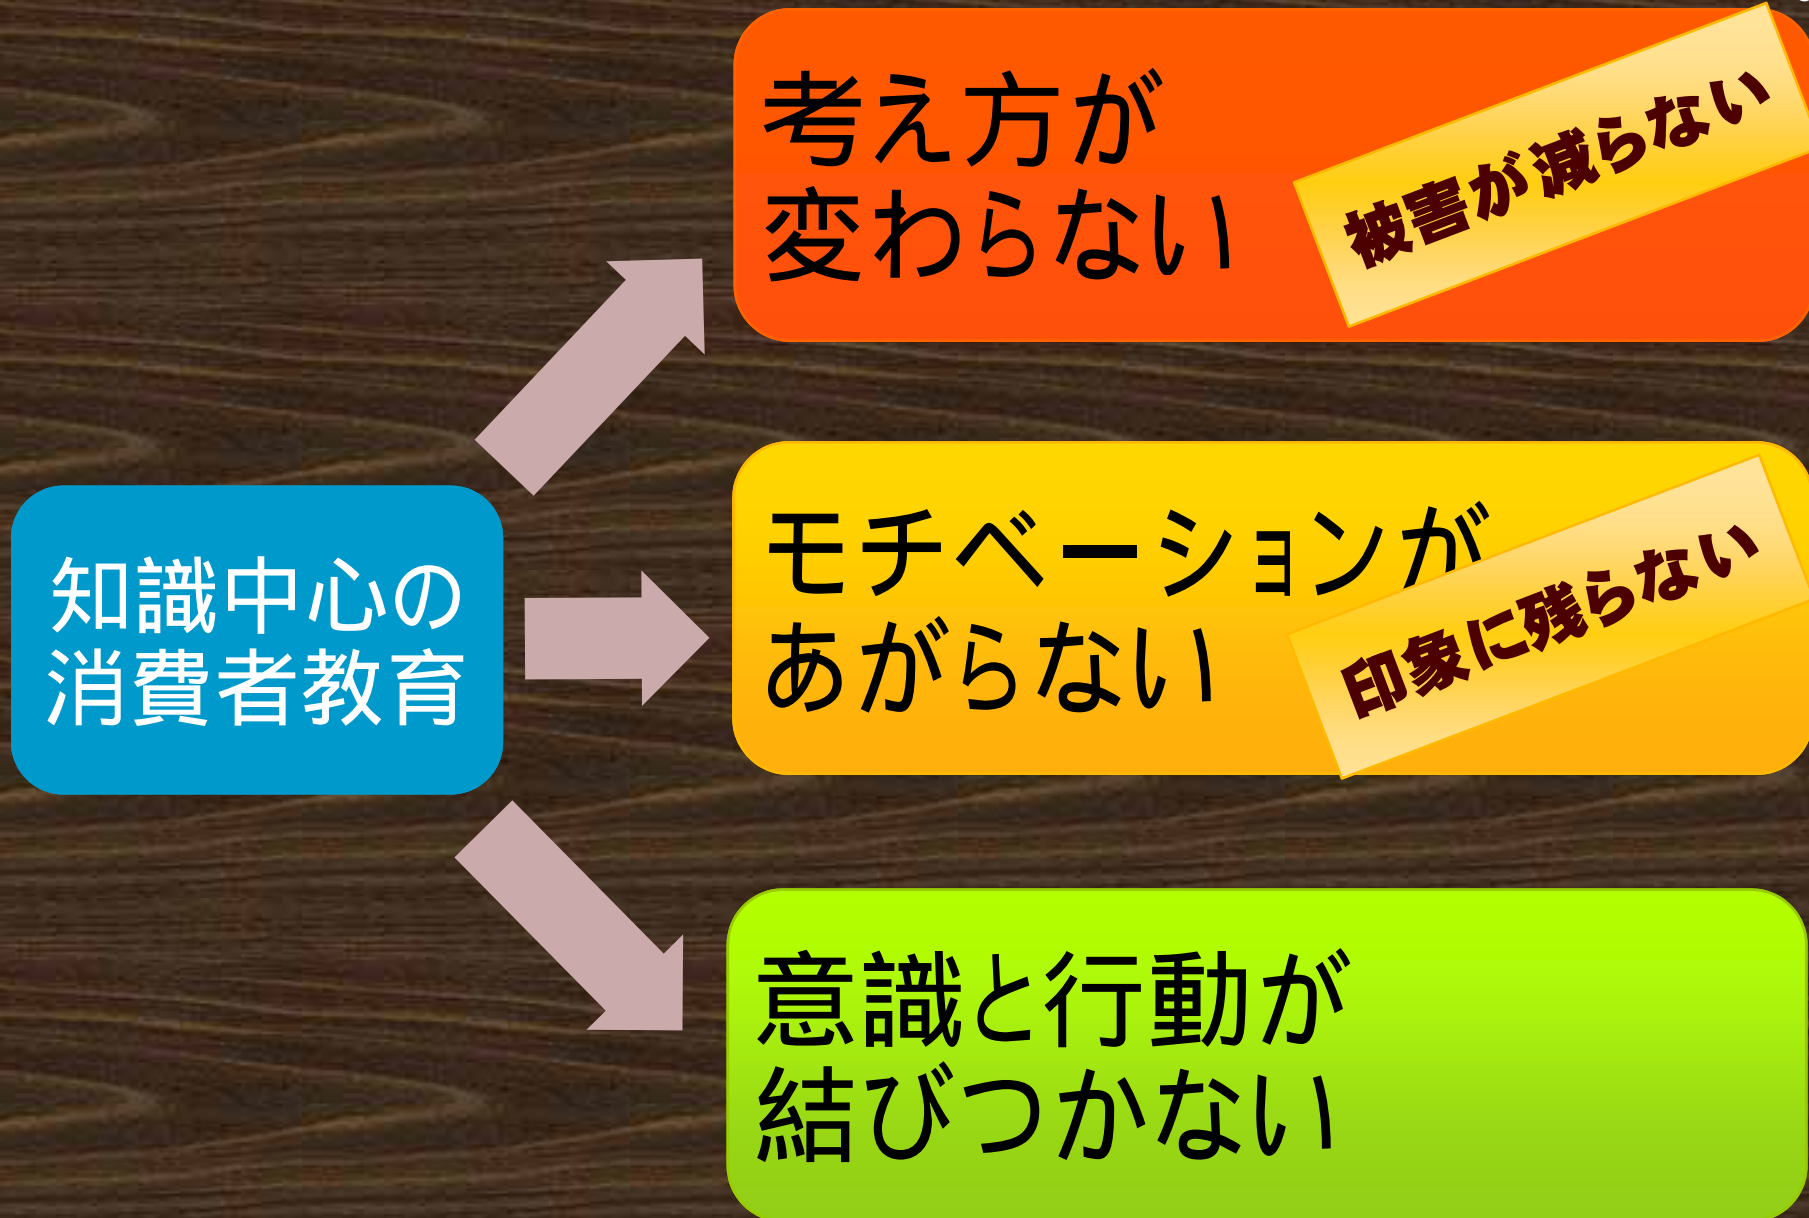 知識中心の
消費者教育
考え方が
変わらない
被害が減らない
モチベーションが
あがらない
印象に残らない
意識と行動が
結びつかない